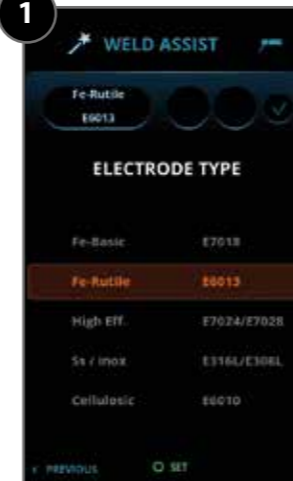 1
WELD ASSIST
Fe-Rutile
E6013
ELECTRODE TYPE
Fe-Basic E7018
Fe-Rutile E6013
High Eff. E7024/E7028
Ss / inox E316L/E308L
Cellulosic E6010
< PREVIOUS SET